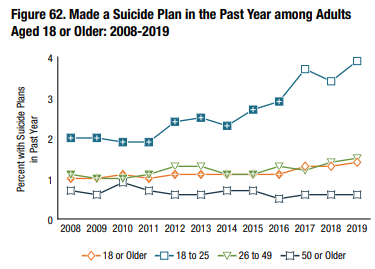 Figure 62. Made a Suicide Plan in the Past Year among Adults
Aged 18 or Older: 2008-2019
Percent with Suicide Plans
in Past Year
4
3
2
1
0
2008 2009 2010 2011 2012 2013 2014 2015 2016 2017 2018 2019
18 or Older 18 to 25 26 to 49 50 or Older